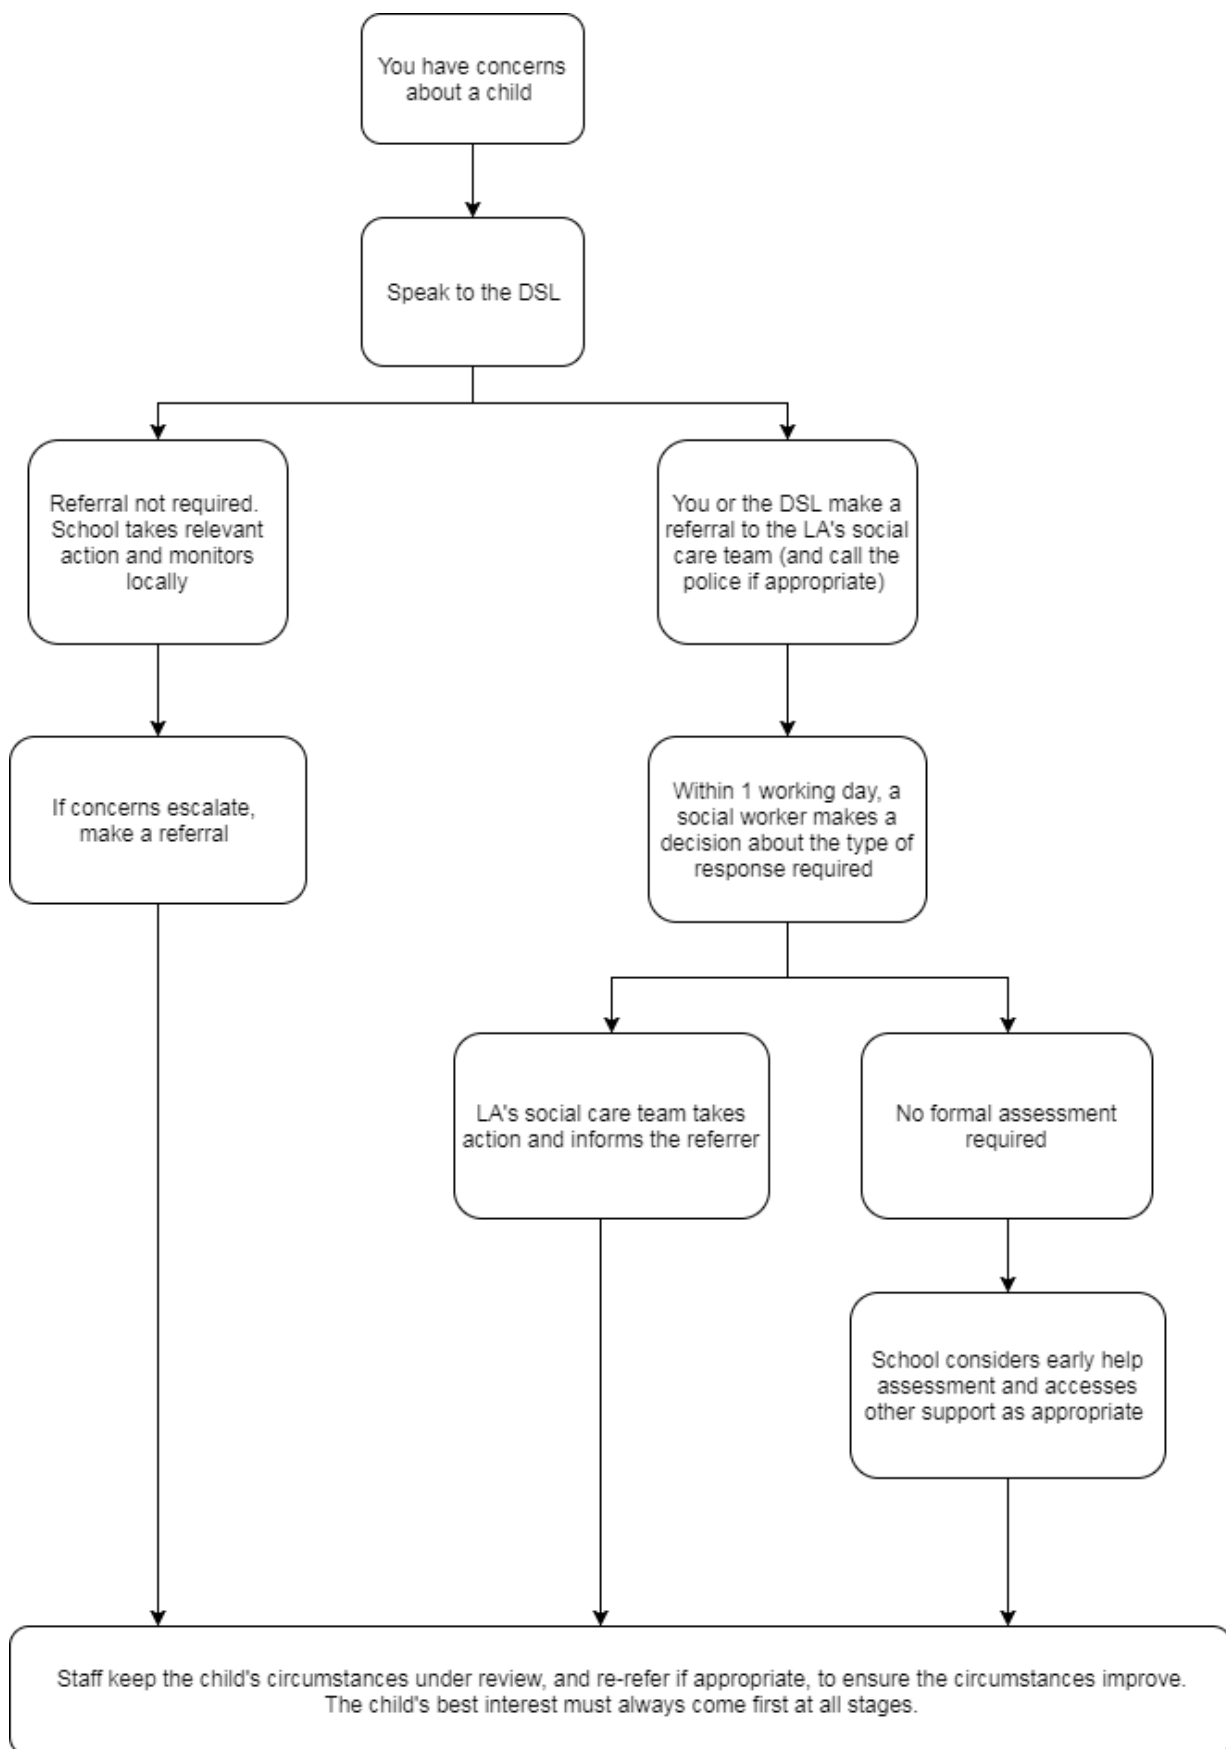 You have concerns
about a child
Speak to the DSL
Referral not required.
School takes relevant
action and monitors
locally
You or the DSL make a
referral to the LA's social
care team (and call the
police if appropriate)
If concerns escalate,
make a referral
Within 1 working day, a
social worker makes a
decision about the type of
response required
LA's social care team takes
action and informs the referrer
No formal assessment
required
School considers early help
assessment and accesses
other support as appropriate
Staff keep the child's circumstances under review, and re-refer if appropriate, to ensure the circumstances improve.
The child's best interest must always come first at all stages.